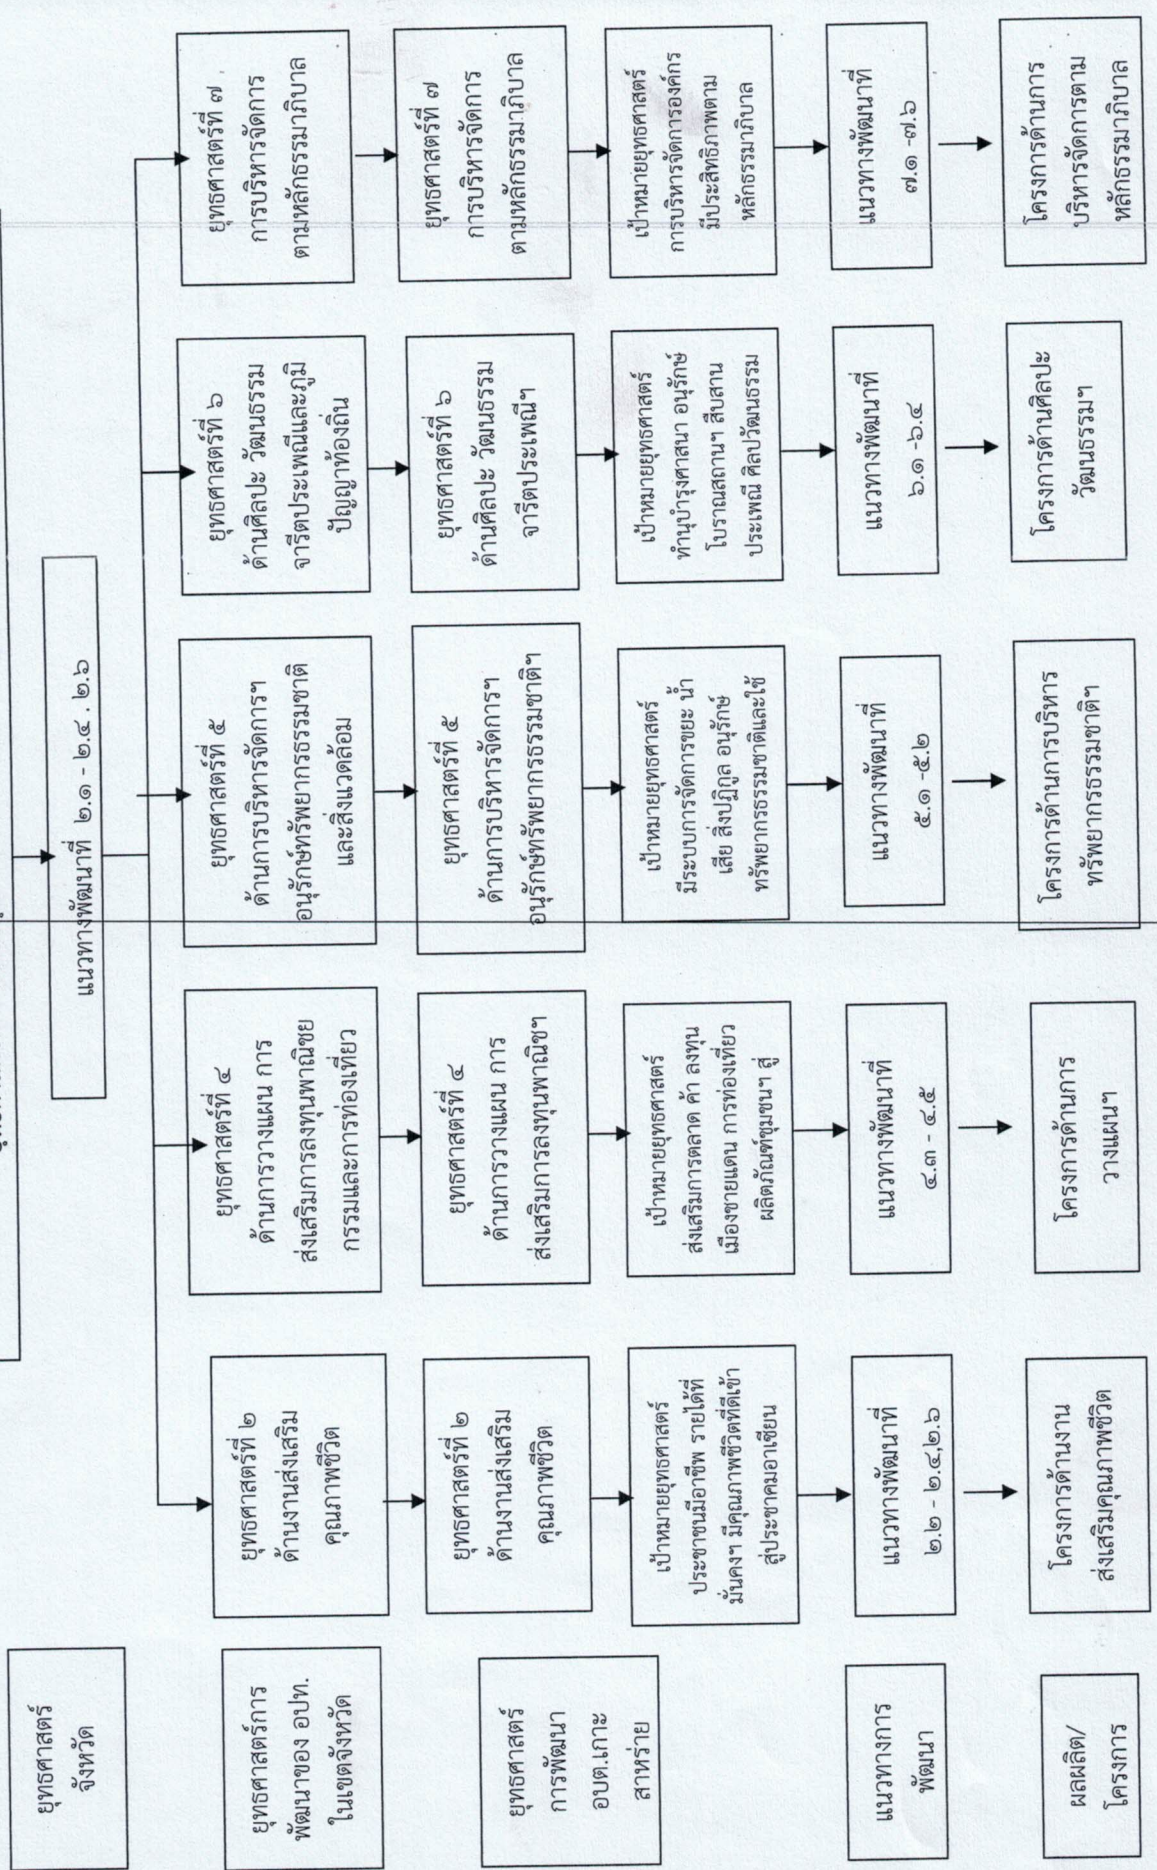 ยุทธศาสตร์
จังหวัด
แนวทางพัฒนาที่ ๒.๑ - ๒.๔ . ๒.๖
ยุทธศาสตร์การ
พัฒนาของ อปท.
ในเขตจังหวัด
ยุทธศาสตร์ที่ ๒
ด้านงานส่งเสริม
คุณภาพชีวิต
ยุทธศาสตร์ที่ ๔
ด้านการวางแผน การ
ส่งเสริมการลงทุนพาณิชย
กรรมและการท่องเที่ยว
ยุทธศาสตร์ที่ ๕
ด้านการบริหารจัดการฯ
อนุรักษ์ทรัพยากรธรรมชาติ
และสิ่งแวดล้อม
ยุทธศาสตร์ที่ ๖
ด้านศิลปะ วัฒนธรรม
จารีตประเพณีและภูมิ
ปัญญาท้องถิ่น
ยุทธศาสตร์ที่ ๗
การบริหารจัดการ
ตามหลักธรรมาภิบาล
ยุทธศาสตร์
การพัฒนา
อบต.เกาะ
สาหร่าย
ยุทธศาสตร์ที่ ๒
ด้านงานส่งเสริม
คุณภาพชีวิต
ยุทธศาสตร์ที่ ๔
ด้านการวางแผน การ
ส่งเสริมการลงทุนพาณิชฯ
ยุทธศาสตร์ที่ ๕
ด้านการบริหารจัดการฯ
อนุรักษ์ทรัพยากรธรรมชาติฯ
ยุทธศาสตร์ที่ ๖
ด้านศิลปะ วัฒนธรรม
จารีตประเพณีฯ
ยุทธศาสตร์ที่ ๗
การบริหารจัดการ
ตามหลักธรรมาภิบาล
เป้าหมายยุทธศาสตร์
ประชาชนมีอาชีพ รายได้ที่
มั่นคงฯ มีคุณภาพชีวิตที่ดีเข้า
สู่ประชาคมอาเซียน
เป้าหมายยุทธศาสตร์
ส่งเสริมการตลาด ค้า ลงทุน
เมืองชายแดน การท่องเที่ยว
ผลิตภัณฑ์ชุมชนฯ สู่
เป้าหมายยุทธศาสตร์
มีระบบการจัดการขยะ น้ำ
เสีย สิ่งปฏิกูล อนุรักษ์
ทรัพยากรธรรมชาติและใช้
เป้าหมายยุทธศาสตร์
ทำนุบำรุงศาสนา อนุรักษ์
โบราณสถานฯ สืบสาน
ประเพณี ศิลปวัฒนธรรม
เป้าหมายยุทธศาสตร์
การบริหารจัดการองค์กร
มีประสิทธิภาพตาม
หลักธรรมาภิบาล
แนวทางการ
พัฒนา
แนวทางพัฒนาที่
๒.๒ - ๒.๔,๒.๖
แนวทางพัฒนาที่
๔.๓ - ๔.๕
แนวทางพัฒนาที่
๕.๑ -๕.๒
แนวทางพัฒนาที่
๖.๑ -๖.๔
แนวทางพัฒนาที่
๗.๑ -๗.๖
ผลผลิต/
โครงการ
โครงการด้านงาน
ส่งเสริมคุณภาพชีวิต
โครงการด้านการ
วางแผนฯ
โครงการด้านการบริหาร
ทรัพยากรธรรมชาติฯ
โครงการด้านศิลปะ
วัฒนธรรมฯ
โครงการด้านการ
บริหารจัดการตาม
หลักธรรมาภิบาล